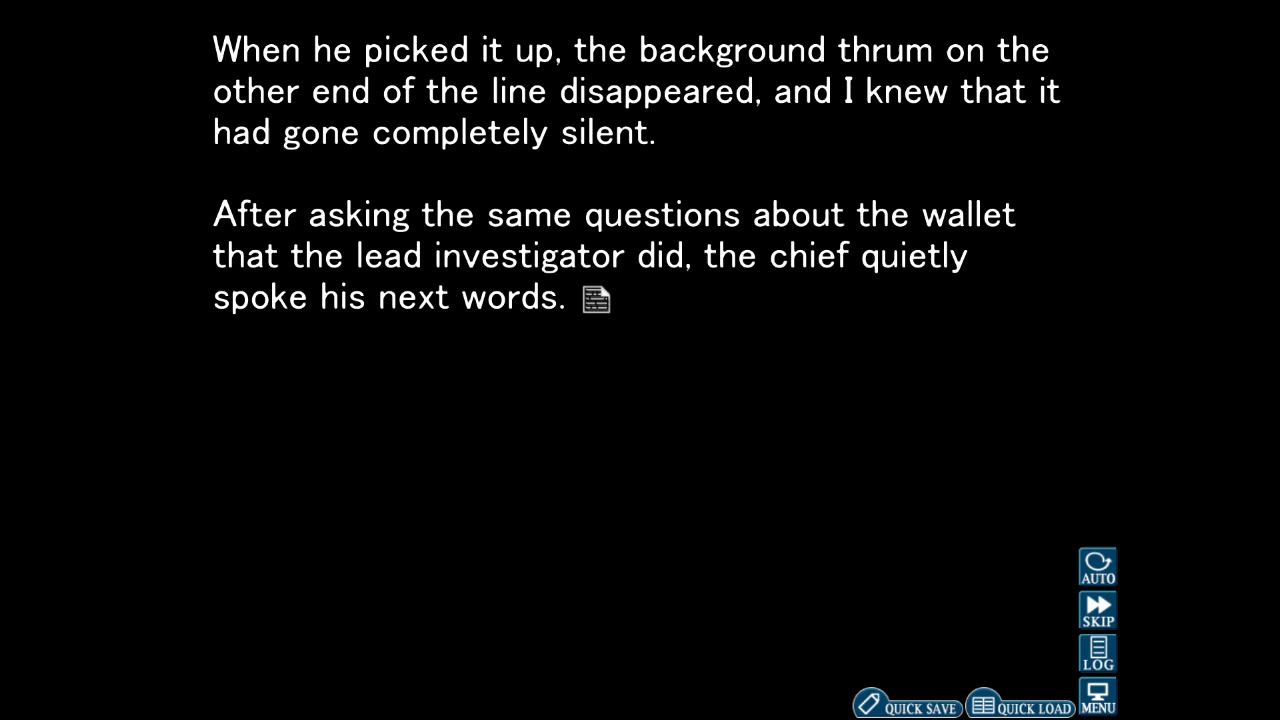 When he picked it up, the background thrum on the
other end of the line disappeared, and I knew that it
had gone completely silent.
After asking the same questions about the wallet
that the lead investigator did, the chief quietly
spoke his next words.
AUTO
SKIP
LOG
MENU
QUICK SAVE
QUICK LOAD